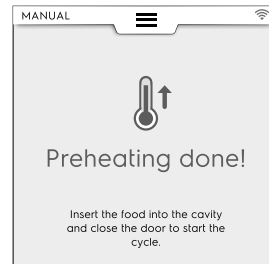 MANUAL
Preheating done!
Insert the food into the cavity
and close the door to start the
cycle.